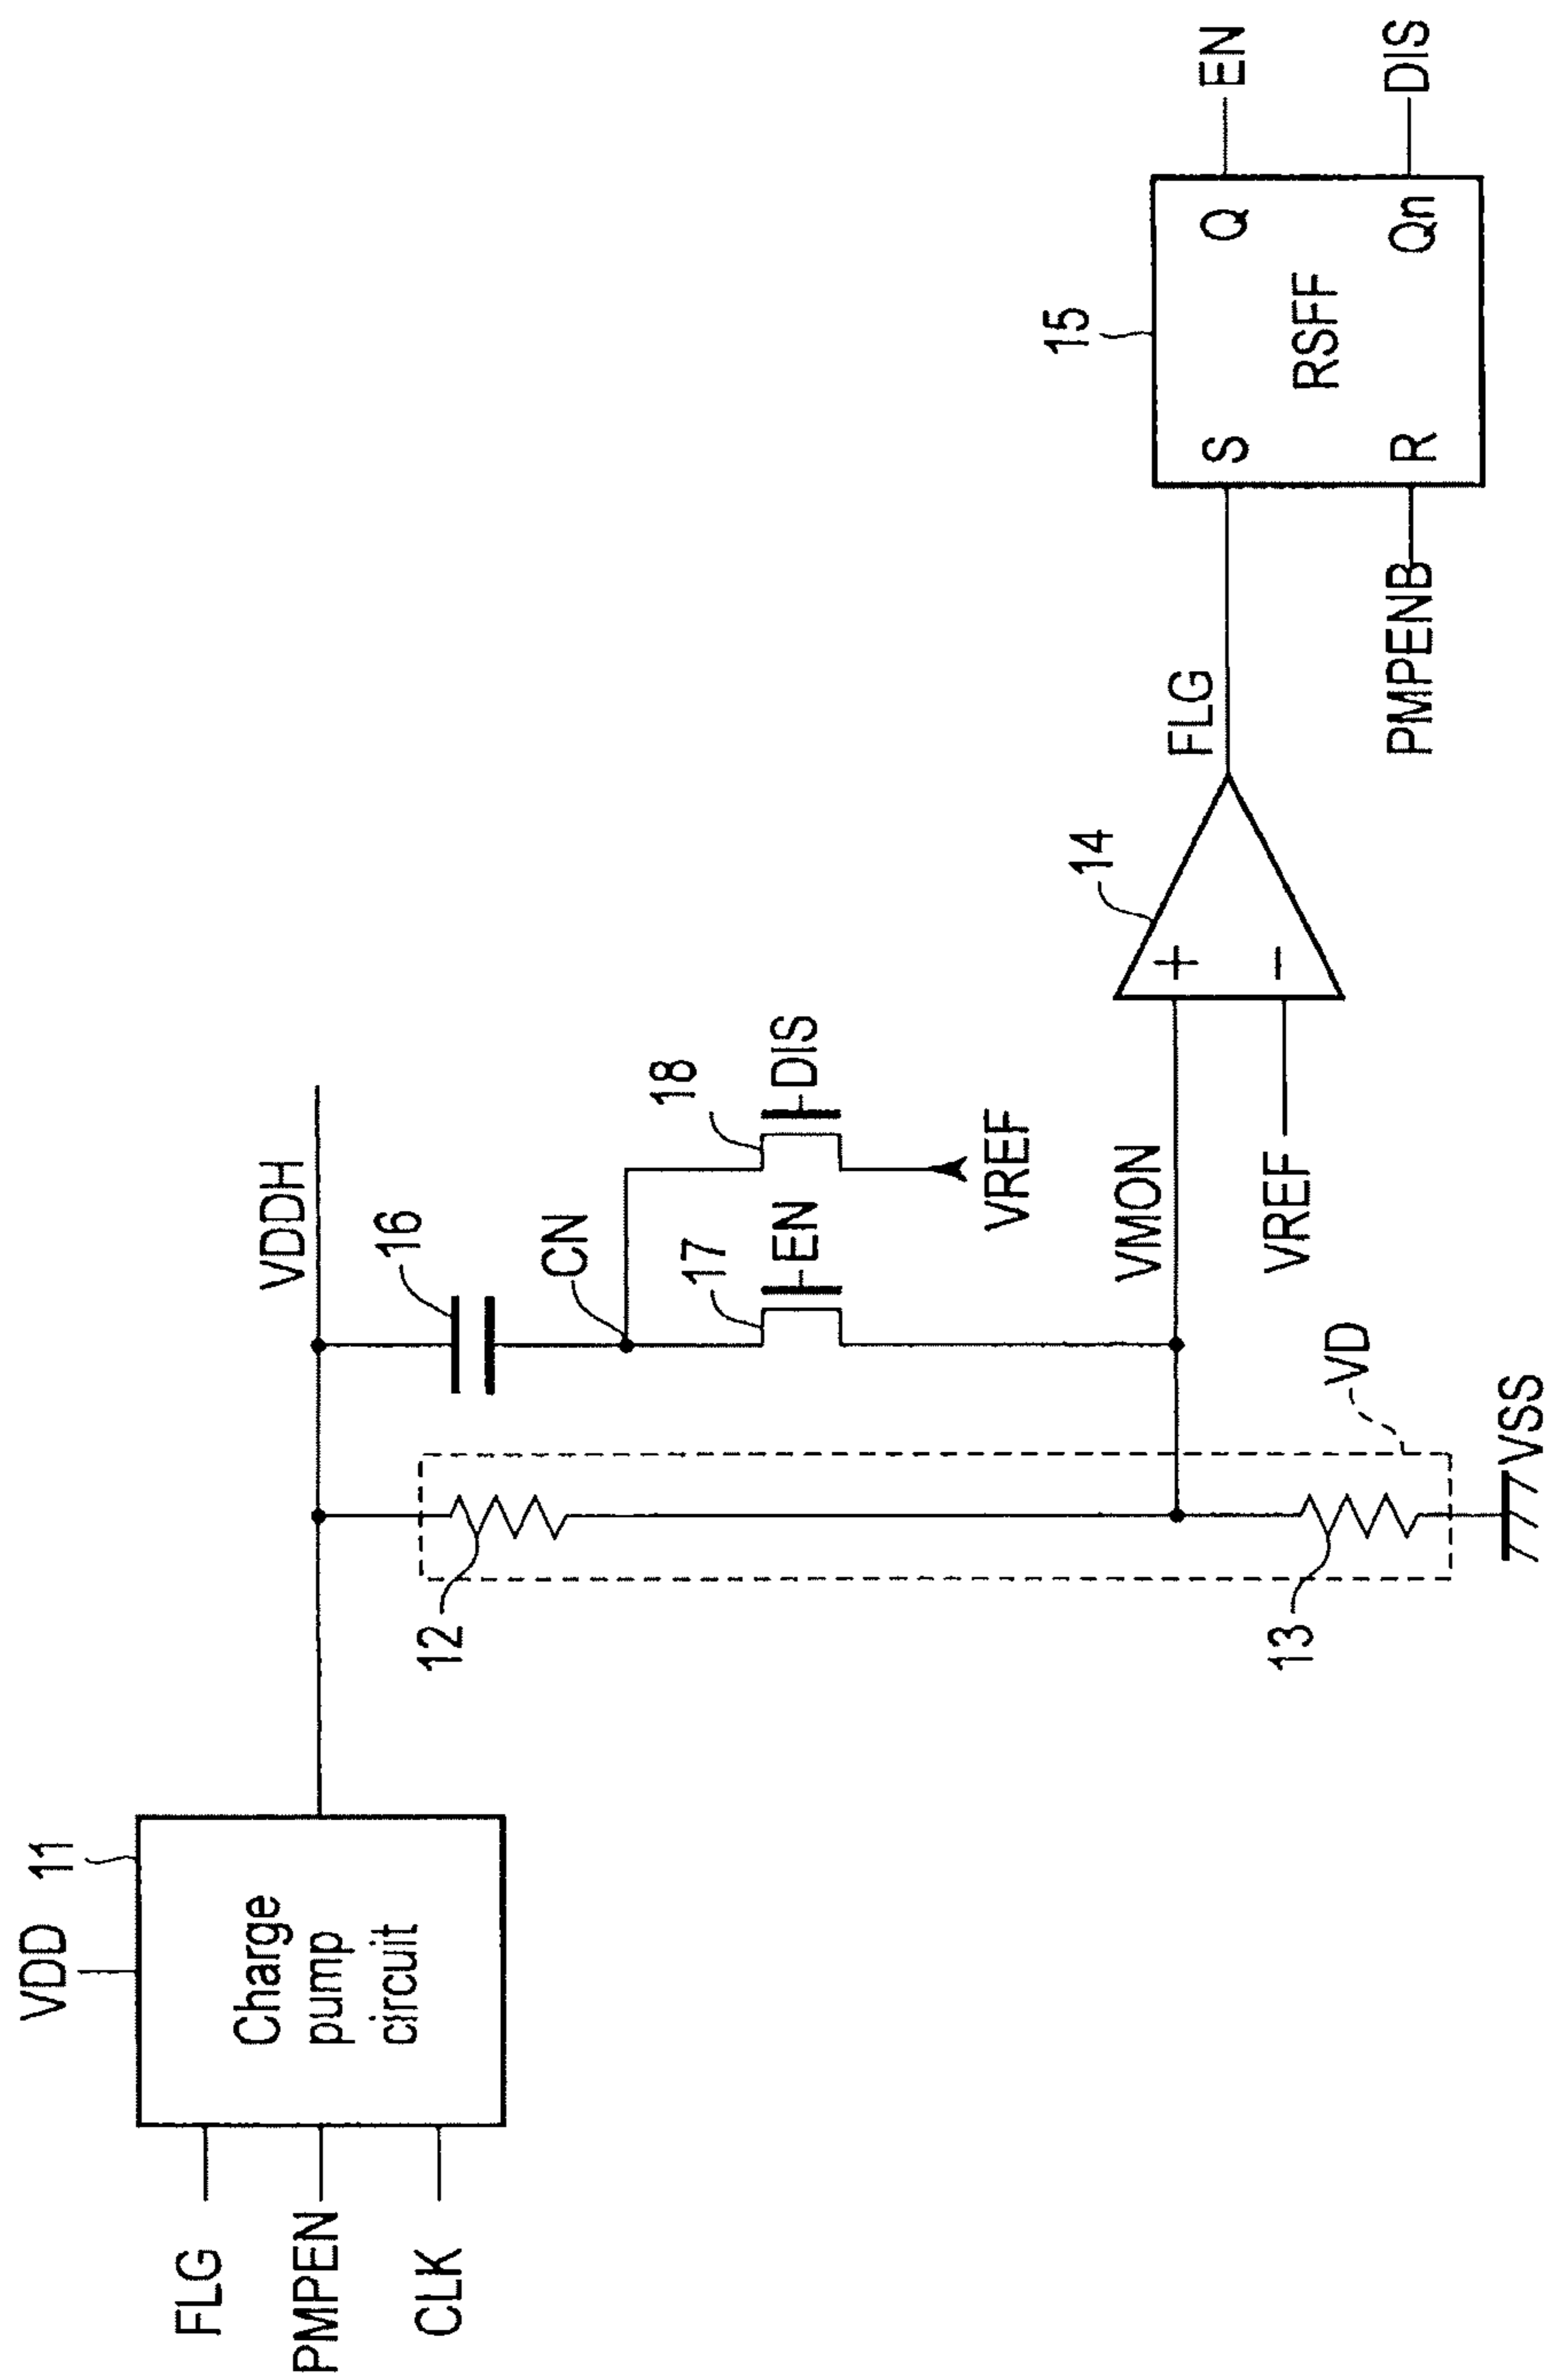 VDD
11
Charge
pump
circuit
FLG
PMPEN
CLK
VDDH
16
12
CN
17
EN
18
DIS
VREF
VMON
VREF
VD
13
VSS
14
+
−
FLG
PMPENB
15
S
R
RSFF
Q
Qn
EN
DIS